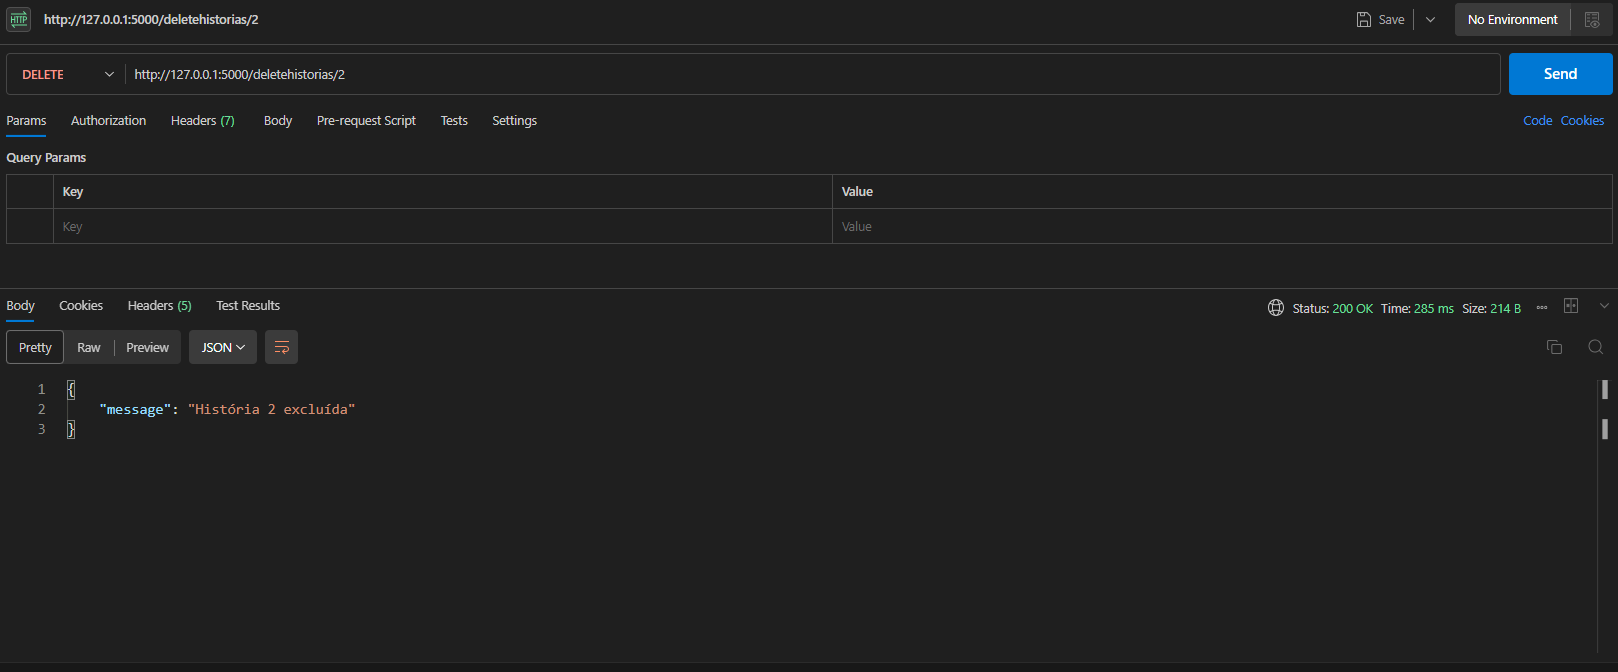 HTTP http://127.0.0.1:5000/deletehistorias/2 Save No Environment
DELETE http://127.0.0.1:5000/deletehistorias/2 Send
Params Authorization Headers (7) Body Pre-request Script Tests Settings Code Cookies
Query Params
Key Value
Key Value
Body Cookies Headers (5) Test Results Status: 200 OK Time: 285 ms Size: 214 B
Pretty Raw Preview JSON
1 {
2 "message": "História 2 excluída"
3 }